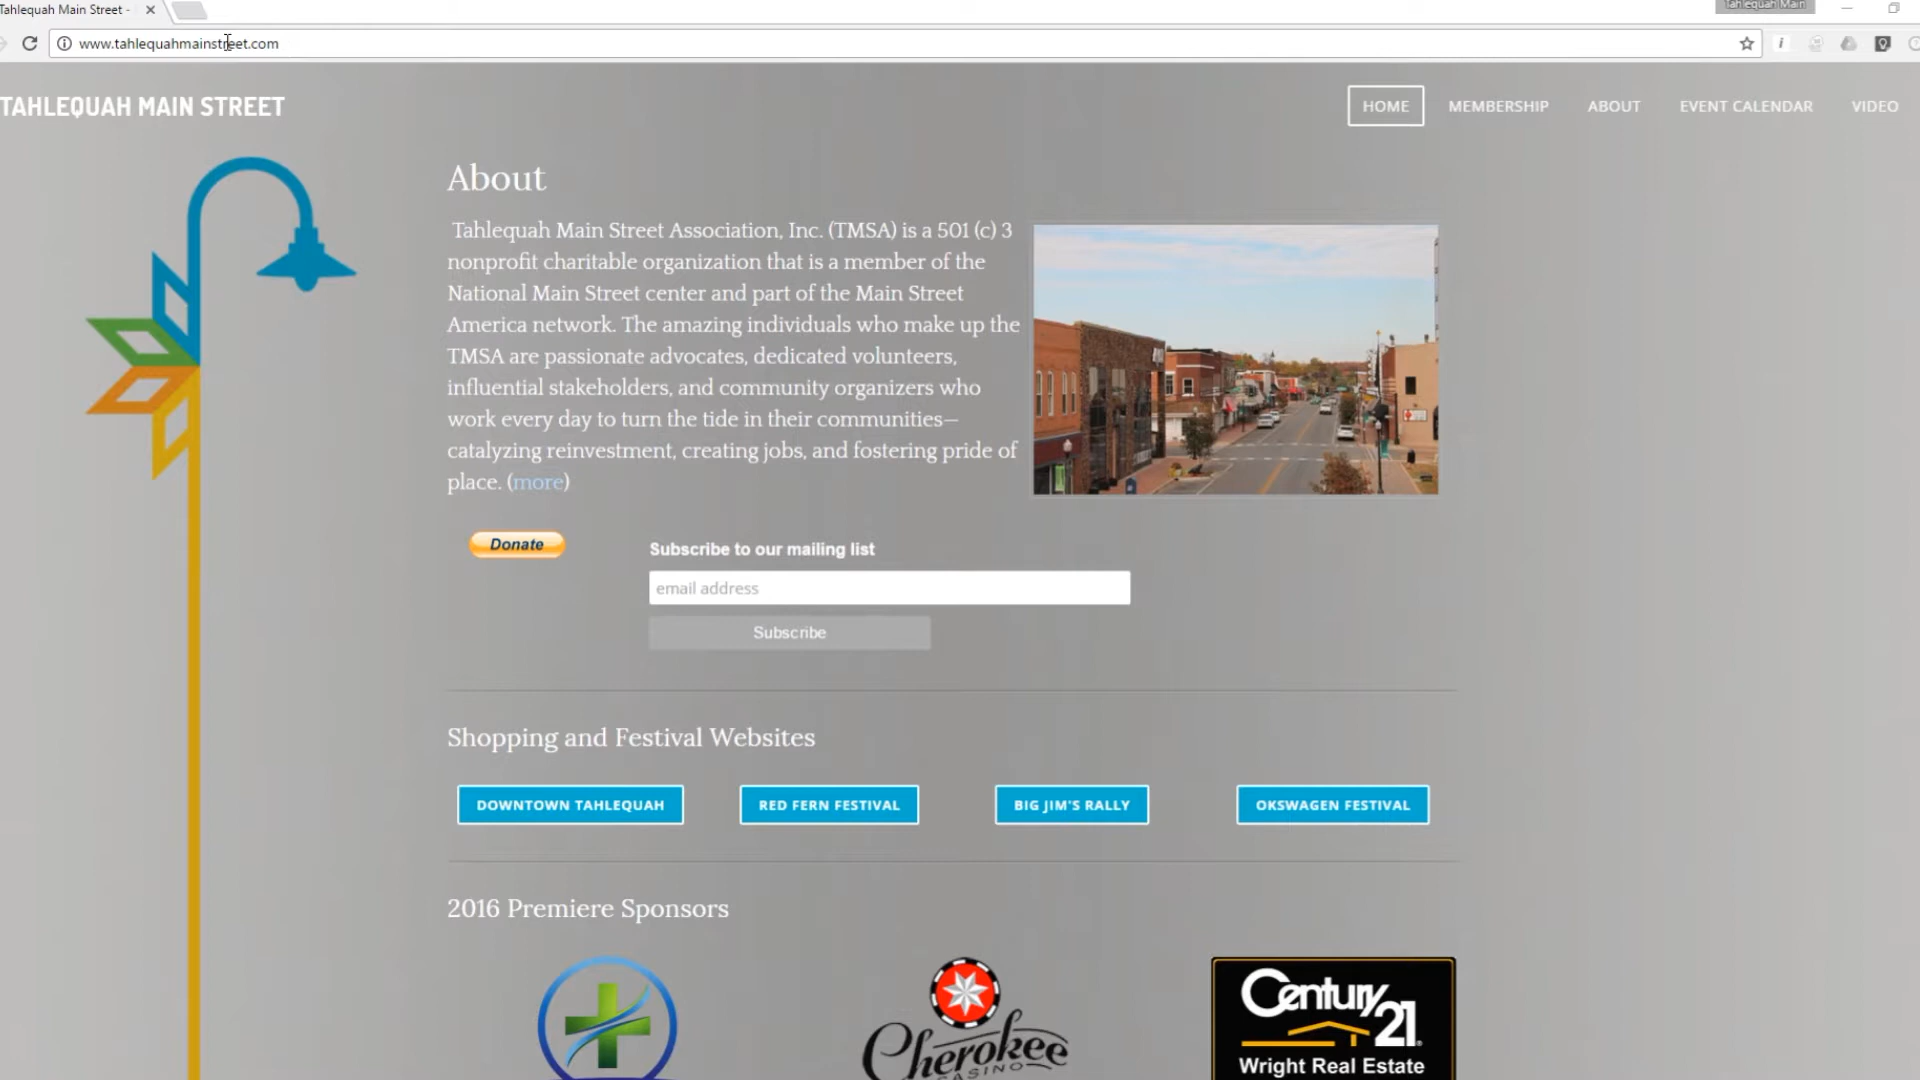 Tahlequah Main Street -
Tahlequah Main
www.tahlequahmainstreet.com
TAHLEQUAH MAIN STREET
HOME
MEMBERSHIP
ABOUT
EVENT CALENDAR
VIDEO
About
Tahlequah Main Street Association, Inc. (TMSA) is a 501 (c) 3
nonprofit charitable organization that is a member of the
National Main Street center and part of the Main Street
America network. The amazing individuals who make up the
TMSA are passionate advocates, dedicated volunteers,
influential stakeholders, and community organizers who
work every day to turn the tide in their communities—
catalyzing reinvestment, creating jobs, and fostering pride of
place. (more)
Donate
Subscribe to our mailing list
email address
Subscribe
Shopping and Festival Websites
DOWNTOWN TAHLEQUAH
RED FERN FESTIVAL
BIG JIM'S RALLY
OKSWAGEN FESTIVAL
2016 Premiere Sponsors
Cherokee
CASINO
Century 21
Wright Real Estate